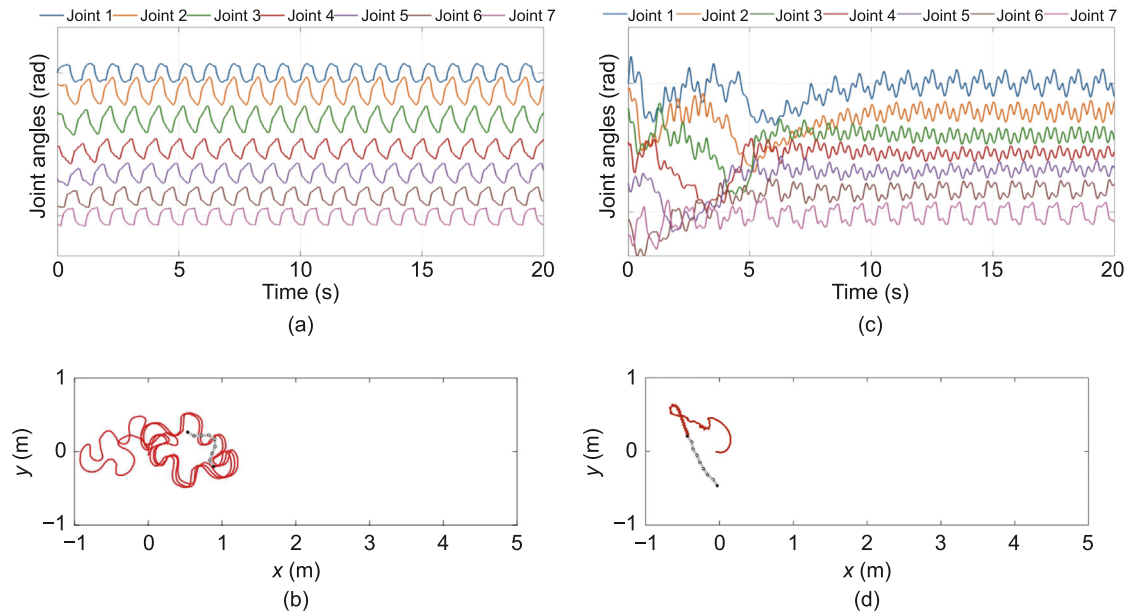 Joint 1 Joint 2 Joint 3 Joint 4 Joint 5 Joint 6 Joint 7
Joint angles (rad)
0 5 10 15 20
Time (s)
(a)
Joint 1 Joint 2 Joint 3 Joint 4 Joint 5 Joint 6 Joint 7
Joint angles (rad)
0 5 10 15 20
Time (s)
(c)
1
0
−1
y (m)
−1 0 1 2 3 4 5
x (m)
(b)
1
0
−1
y (m)
−1 0 1 2 3 4 5
x (m)
(d)